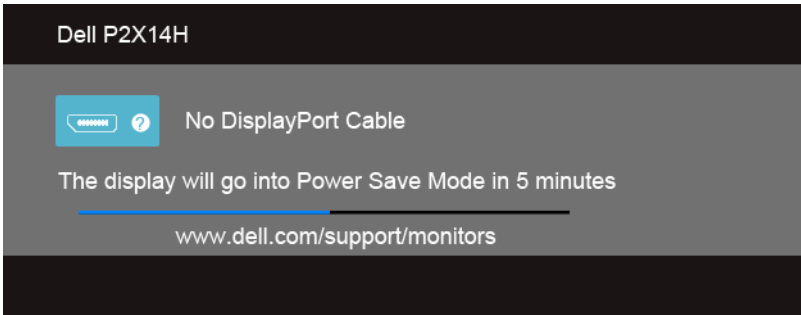 Dell P2X14H
No DisplayPort Cable
The display will go into Power Save Mode in 5 minutes
www.dell.com/support/monitors